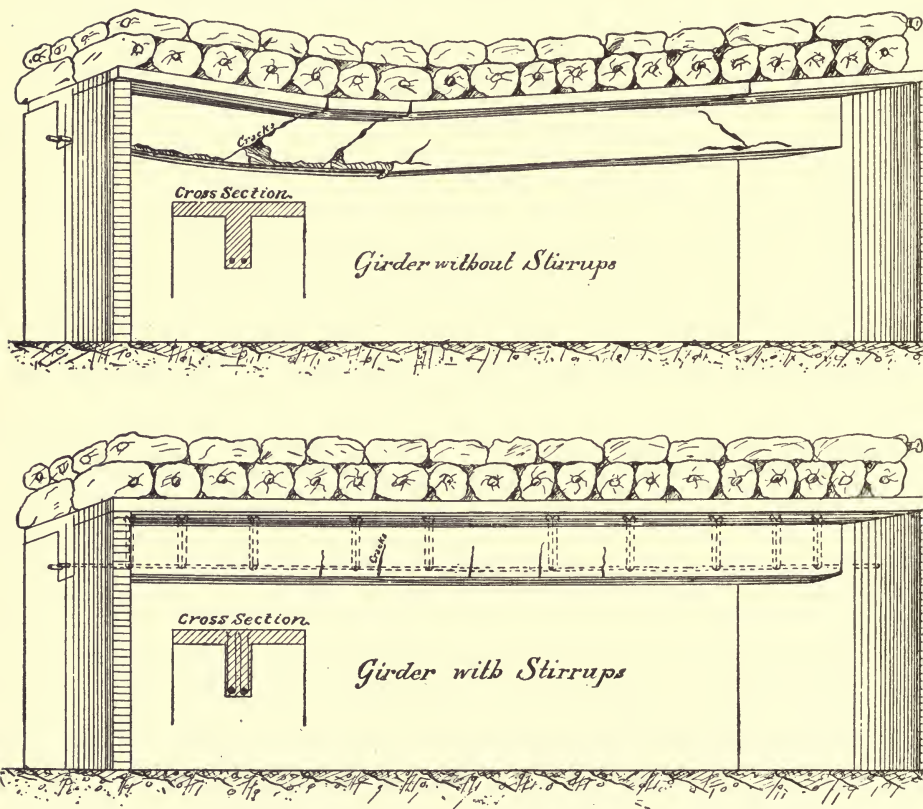 Cracks
Cross Section.
Girder without Stirrups
Cracks
Cross Section.
Girder with Stirrups